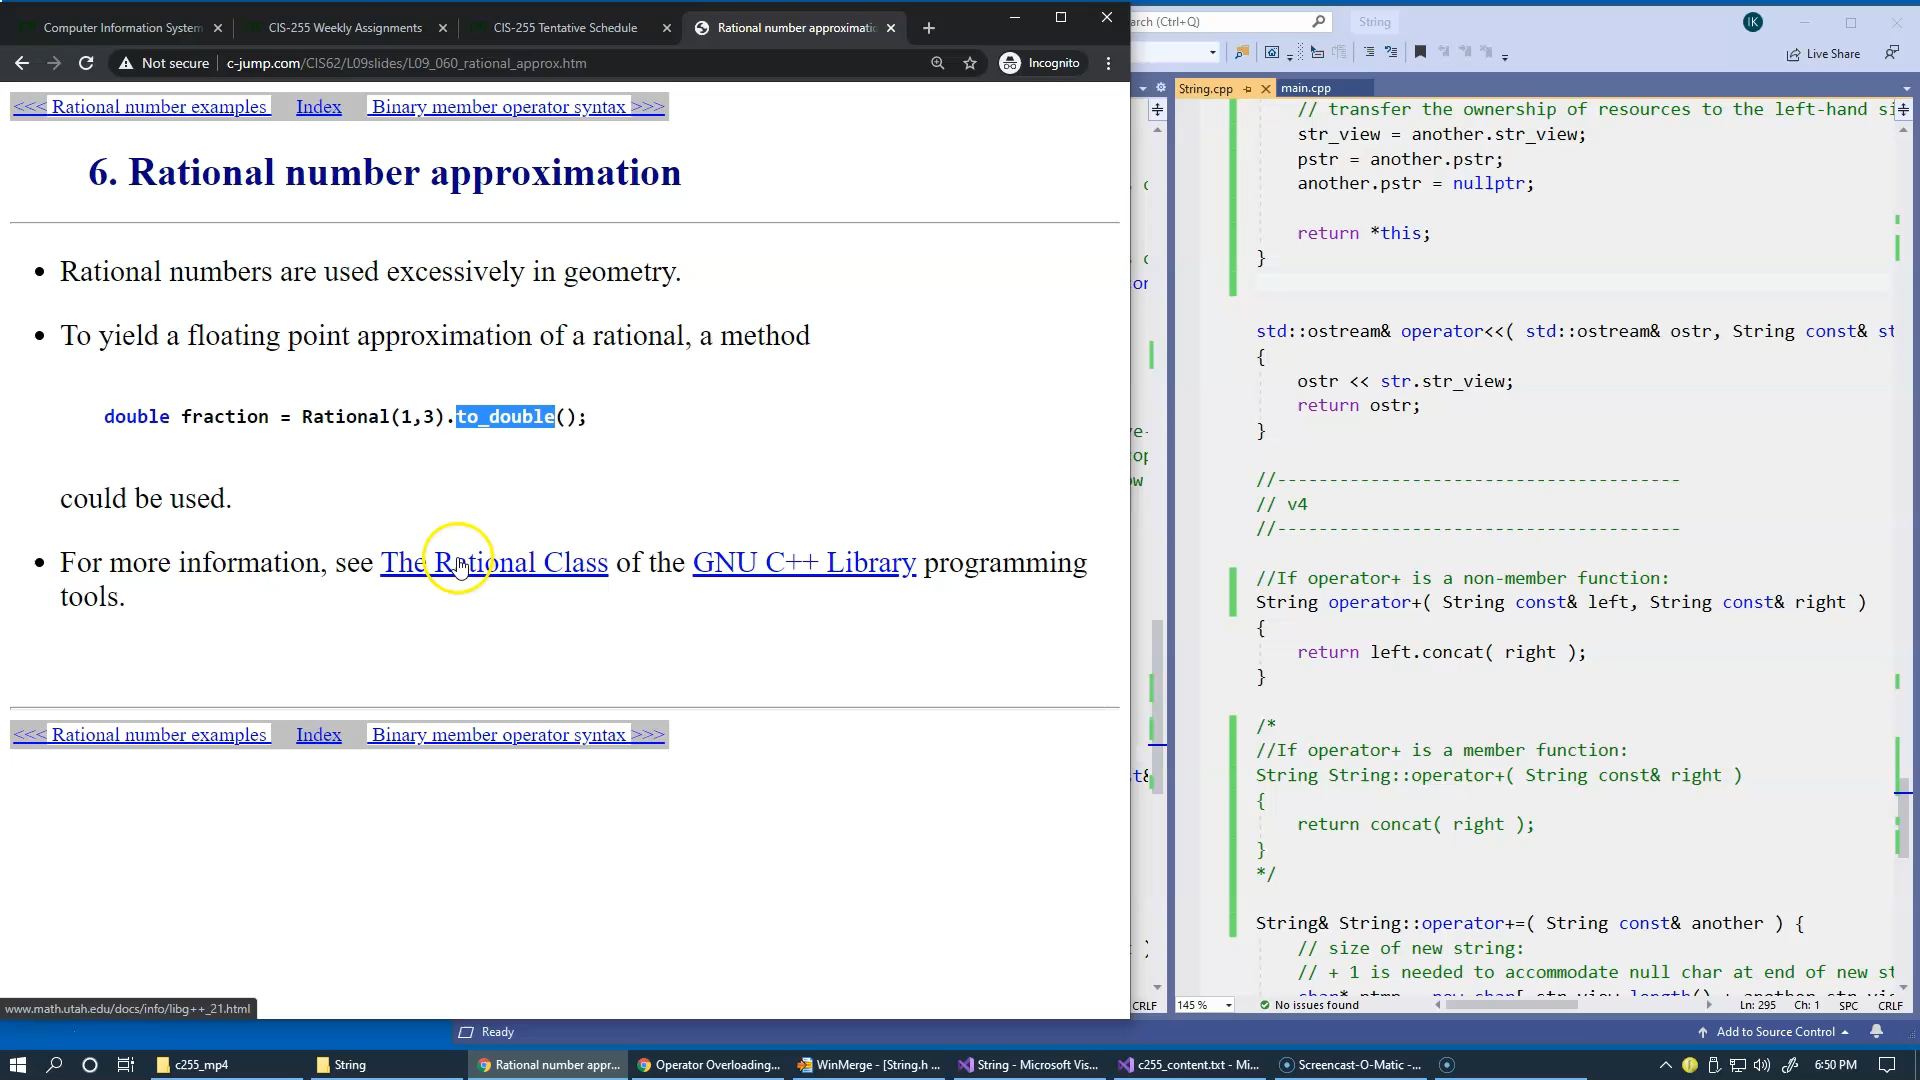 Computer Information System
CIS-255 Weekly Assignments
CIS-255 Tentative Schedule
Rational number approximatio
Not secure
c-jump.com/CIS62/L09slides/L09_060_rational_approx.htm
Incognito
<<< Rational number examples Index Binary member operator syntax >>>
6. Rational number approximation
Rational numbers are used excessively in geometry.
To yield a floating point approximation of a rational, a method
double fraction = Rational(1,3).to_double();
could be used.
For more information, see The Rational Class of the GNU C++ Library programming
tools.
<<< Rational number examples Index Binary member operator syntax >>>
www.math.utah.edu/docs/info/libg++_21.html
arch (Ctrl+Q)
String
IK
Live Share
String.cpp
main.cpp
// transfer the ownership of resources to the left-hand si
str_view = another.str_view;
pstr = another.pstr;
another.pstr = nullptr;
return *this;
}
std::ostream& operator<<( std::ostream& ostr, String const& st
{
ostr << str.str_view;
return ostr;
}
//---------------------------------------
// v4
//---------------------------------------
//If operator+ is a non-member function:
String operator+( String const& left, String const& right )
{
return left.concat( right );
}
/*
//If operator+ is a member function:
String String::operator+( String const& right )
{
return concat( right );
}
*/
String& String::operator+=( String const& another ) {
// size of new string:
// + 1 is needed to accommodate null char at end of new st
CRLF
145 %
No issues found
Ln: 295 Ch: 1 SPC CRLF
Ready
Add to Source Control
c255_mp4
String
Rational number appr...
Operator Overloading...
WinMerge - [String.h ...
String - Microsoft Vis...
c255_content.txt - Mi...
Screencast-O-Matic -...
6:50 PM